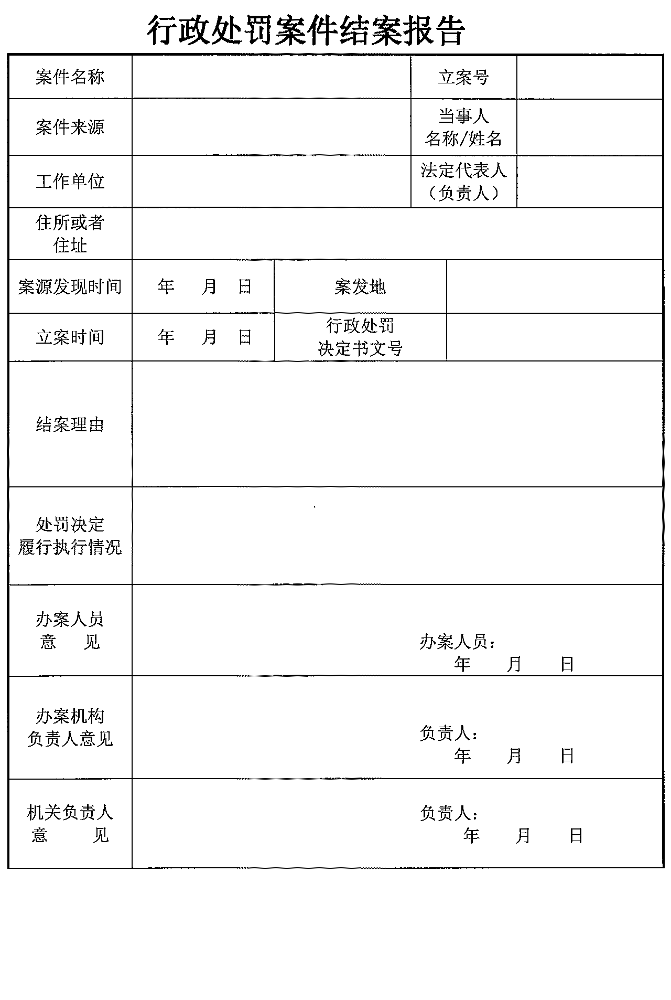 行政处罚案件结案报告
案件名称 立案号
案件来源 当事人
名称/姓名
工作单位 法定代表人
（负责人）
住所或者
住址
案源发现时间 年 月 日 案发地
立案时间 年 月 日 行政处罚
决定书文号
结案理由
处罚决定
履行执行情况
办案人员
意 见 办案人员：
年 月 日
办案机构
负责人意见 负责人：
年 月 日
机关负责人 负责人：
意 见 年 月 日